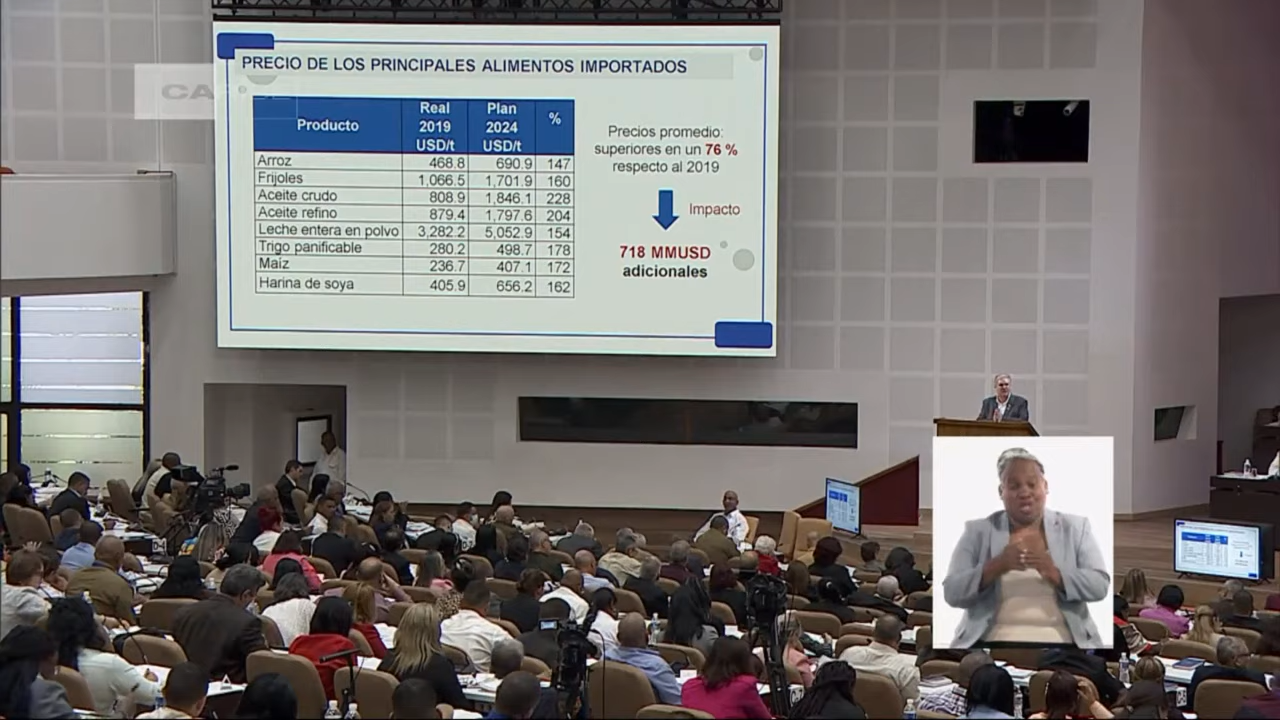 PRECIO DE LOS PRINCIPALES ALIMENTOS IMPORTADOS
Producto Real 2019 USD/t Plan 2024 USD/t %
Arroz 468.8 690.9 147
Frijoles 1,066.5 1,701.9 160
Aceite crudo 808.9 1,846.1 228
Aceite refino 879.4 1,797.6 204
Leche entera en polvo 3,282.2 5,052.9 154
Trigo panificable 280.2 498.7 178
Maíz 236.7 407.1 172
Harina de soya 405.9 656.2 162
Precios promedio:
superiores en un 76 %
respecto al 2019
Impacto
718 MMUSD
adicionales